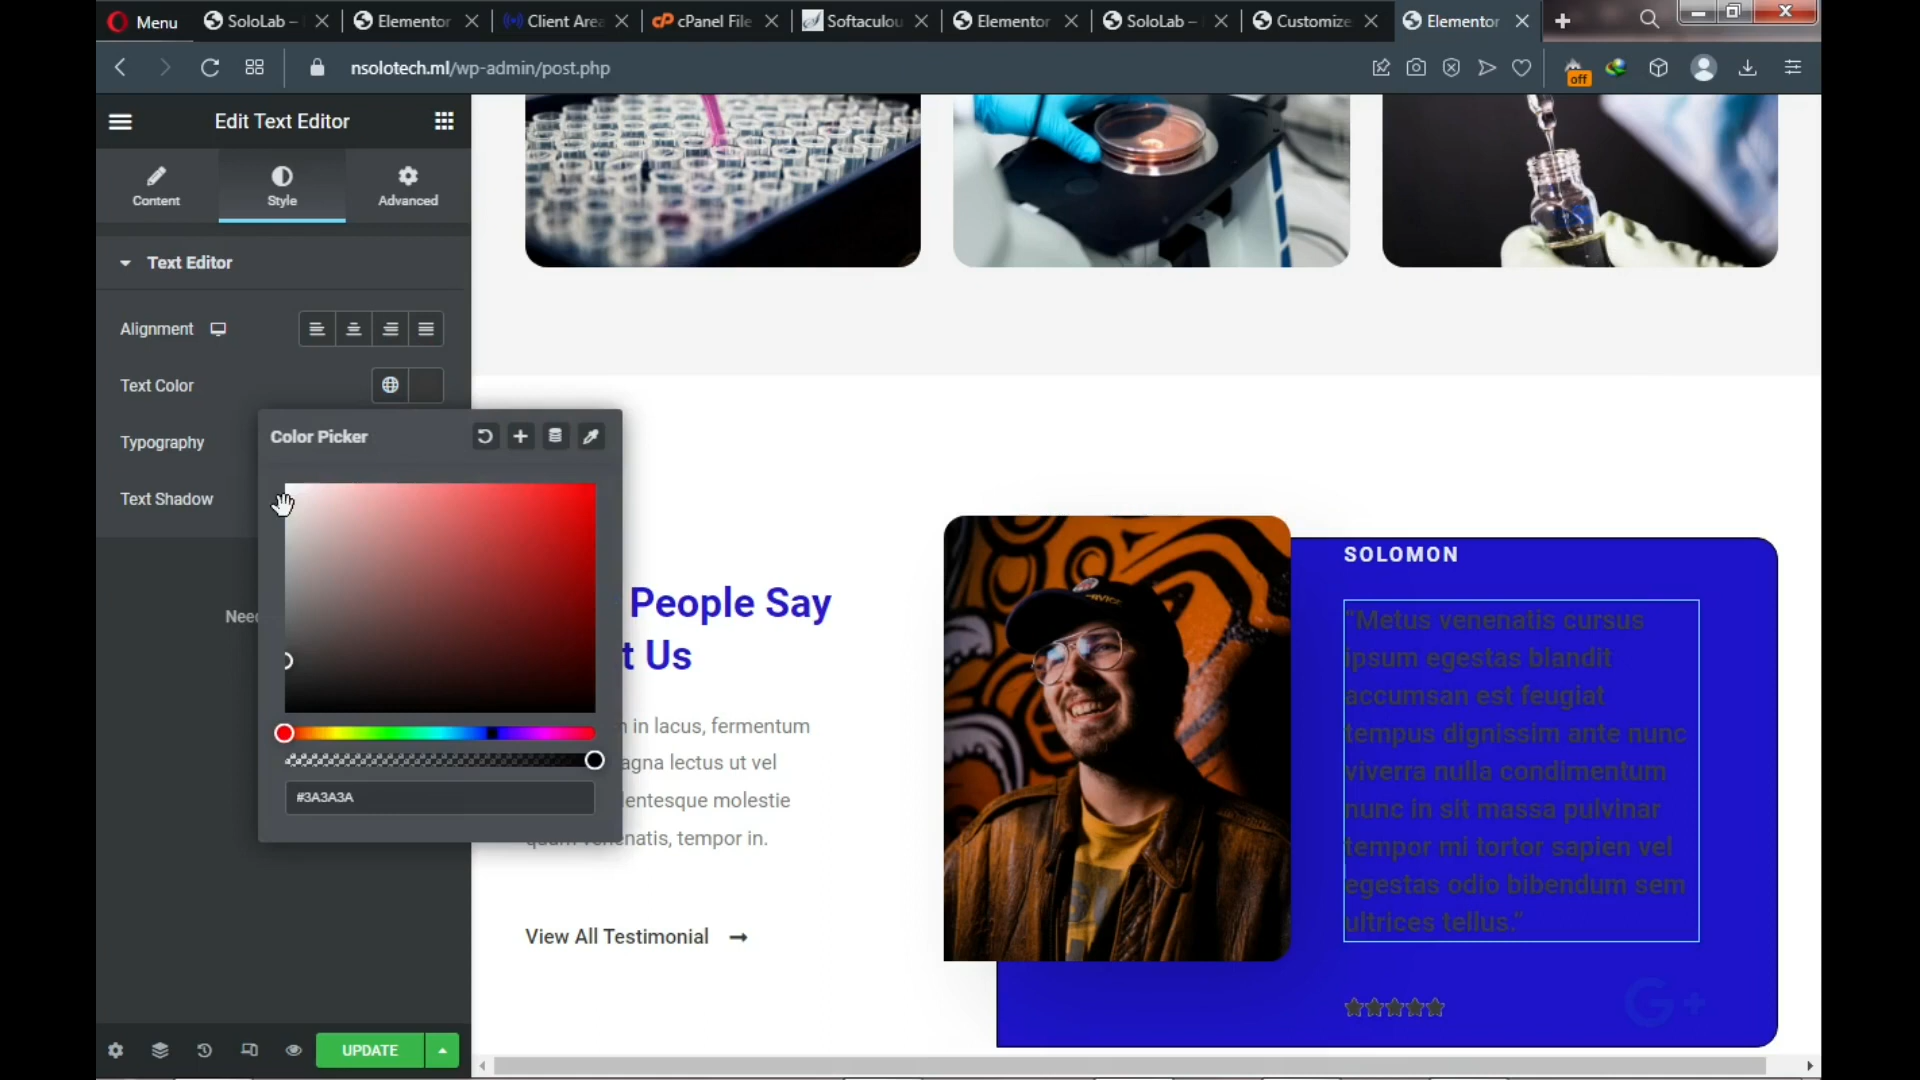 Menu
SoloLab –
Elementor
Client Area
cPanel File
Softaculou
Elementor
SoloLab –
Customize
Elementor
nsolotech.ml/wp-admin/post.php
off
Edit Text Editor
Content
Style
Advanced
Text Editor
Alignment
Text Color
Typography
Text Shadow
Color Picker
#3A3A3A
Need
UPDATE
People Say
t Us
in lacus, fermentum
agna lectus ut vel
lentesque molestie
quam venenatis, tempor in.
View All Testimonial
SOLOMON
"Metus venenatis cursus
ipsum egestas blandit
accumsan est feugiat
tempus dignissim ante nunc
viverra nulla condimentum
nunc in sit massa pulvinar
tempor mi tortor sapien vel
egestas odio bibendum sem
ultrices tellus."
G+